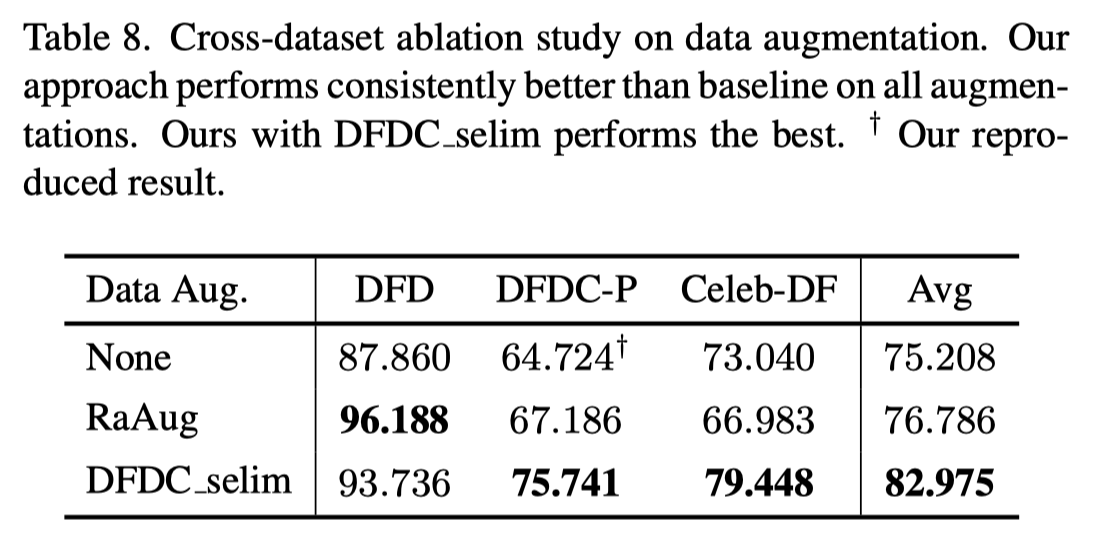 Table 8. Cross-dataset ablation study on data augmentation. Our
approach performs consistently better than baseline on all augmen-
tations. Ours with DFDC_selim performs the best. † Our repro-
duced result.
Data Aug. DFD DFDC-P Celeb-DF Avg
None 87.860 64.724† 73.040 75.208
RaAug 96.188 67.186 66.983 76.786
DFDC_selim 93.736 75.741 79.448 82.975